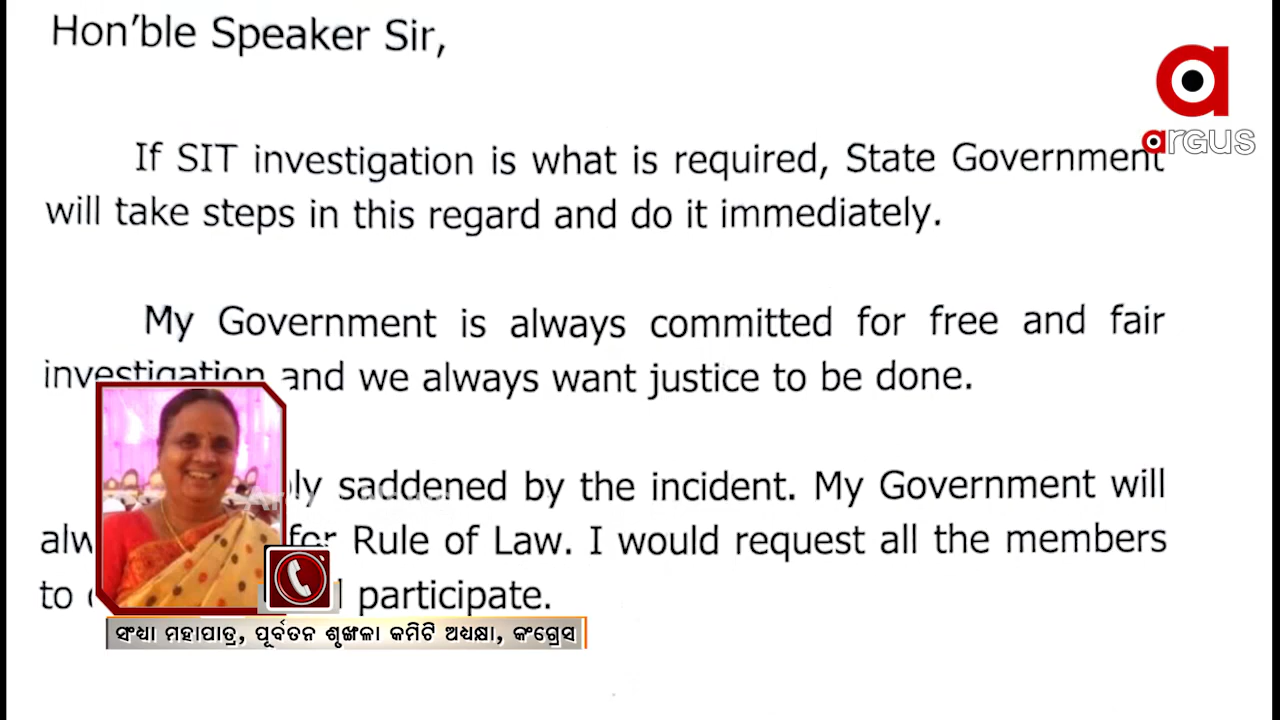 Hon'ble Speaker Sir,
argus
If SIT investigation is what is required, State Government
will take steps in this regard and do it immediately.
My Government is always committed for free and fair
investigation and we always want justice to be done.
saddened by the incident. My Government will
for Rule of Law. I would request all the members
to participate.
ସଂଧ୍ୟା ମହାପାତ୍ର, ପୂର୍ବତନ ଶୃଙ୍ଖଳା କମିଟି ଅଧ୍ୟକ୍ଷା, କଂଗ୍ରେସ